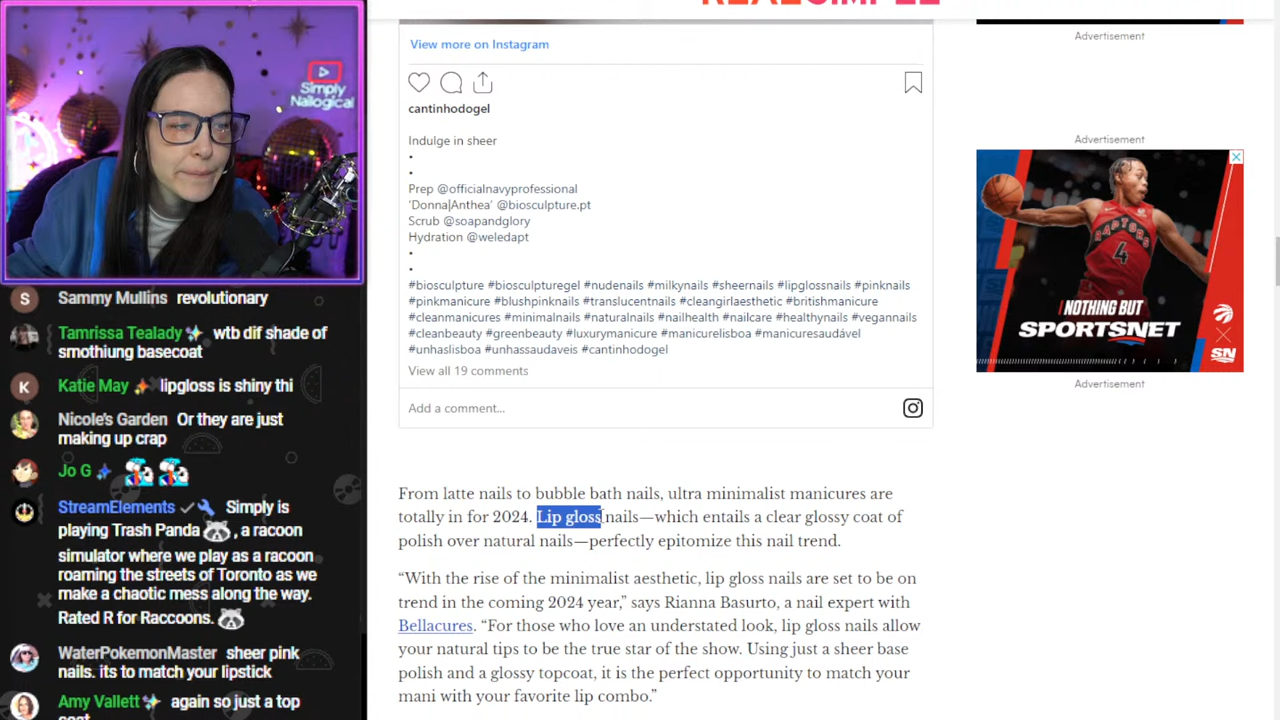 Simply
Nailogical
Sammy Mullins revolutionary
Tamrissa Tealady wtb dif shade of
smothiung basecoat
K
Katie May lipgloss is shiny thi
Nicole's Garden Or they are just
making up crap
Jo G
StreamElements Simply is
playing Trash Panda , a racoon
simulator where we play as a racoon
roaming the streets of Toronto as we
make a chaotic mess along the way.
Rated R for Raccoons.
WaterPokemonMaster sheer pink
nails. its to match your lipstick
Amy Vallett again so just a top
S
REAL SIMPLE
View more on Instagram
cantinhodogel
Indulge in sheer
•
•
Prep @officialnavyprofessional
'Donna|Anthea' @biosculpture.pt
Scrub @soapandglory
Hydration @weledapt
•
•
#biosculpture #biosculpturegel #nudenails #milkynails #sheernails #lipglossnails #pinknails
#pinkmanicure #blushpinknails #translucentnails #cleangirlaesthetic #britishmanicure
#cleanmanicures #minimalnails #naturalnails #nailhealth #nailcare #healthynails #vegannails
#cleanbeauty #greenbeauty #luxurymanicure #manicurelisboa #manicuresaudável
#unhaslisboa #unhassaudaveis #cantinhodogel
View all 19 comments
Add a comment...
From latte nails to bubble bath nails, ultra minimalist manicures are
totally in for 2024. Lip gloss nails—which entails a clear glossy coat of
polish over natural nails—perfectly epitomize this nail trend.
“With the rise of the minimalist aesthetic, lip gloss nails are set to be on
trend in the coming 2024 year,” says Rianna Basurto, a nail expert with
Bellacures. “For those who love an understated look, lip gloss nails allow
your natural tips to be the true star of the show. Using just a sheer base
polish and a glossy topcoat, it is the perfect opportunity to match your
mani with your favorite lip combo.”
Advertisement
Advertisement
RAPTORS
4
NOTHING BUT
SPORTSNET
SN
Advertisement